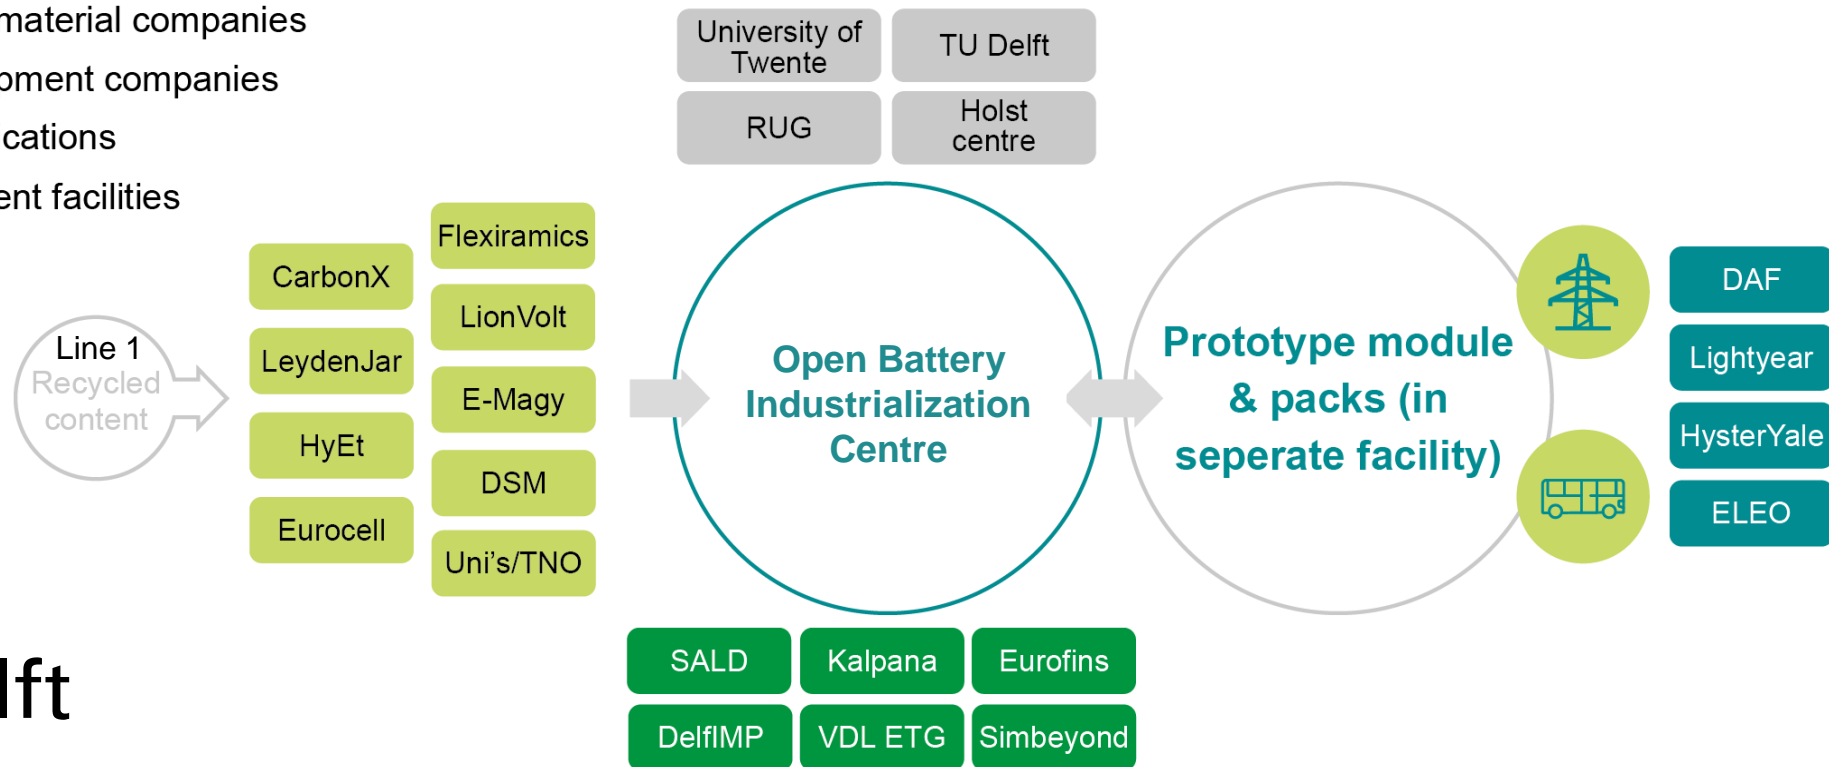 material companies
pment companies
cations
ent facilities
University of
Twente
TU Delft
RUG
Holst
centre
Line 1
Recycled
content
CarbonX
LeydenJar
HyEt
Eurocell
Flexiramics
LionVolt
E-Magy
DSM
Uni's/TNO
Open Battery
Industrialization
Centre
Prototype module
& packs (in
seperate facility)
DAF
Lightyear
HysterYale
ELEO
SALD
Kalpana
Eurofins
DelfIMP
VDL ETG
Simbeyond
lft